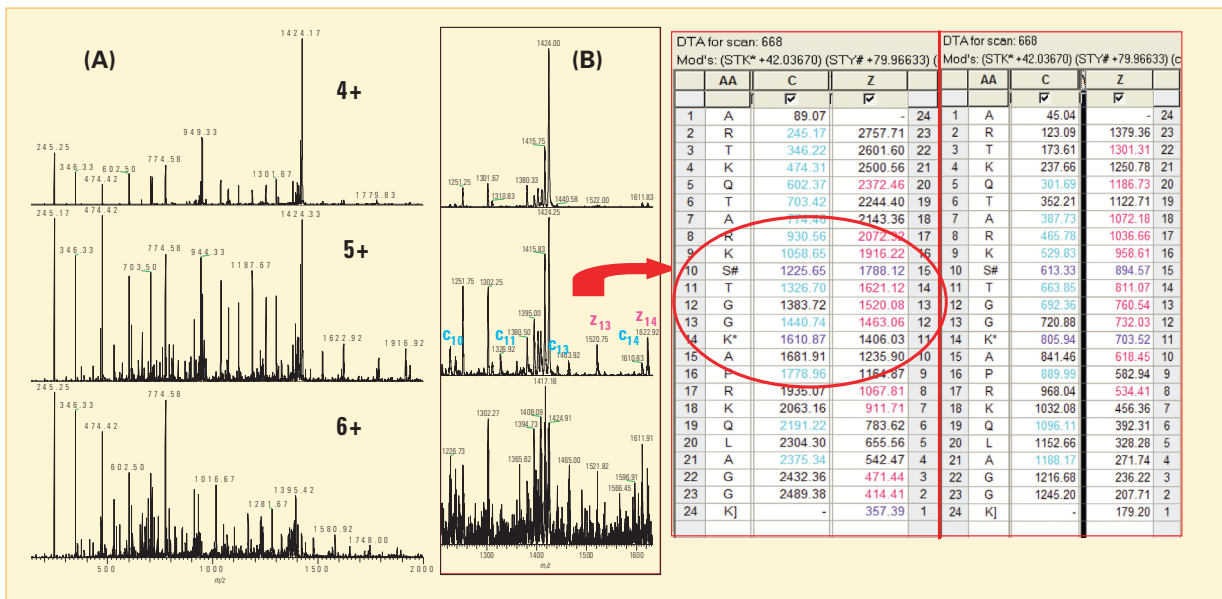 (A)
4+
245.25
346.33
474.42
602.50
774.58
949.33
1301.67
1424.17
1779.83
5+
245.17
346.33
474.42
703.50
774.58
944.33
1187.67
1424.33
1622.92
1916.92
6+
245.25
346.33
474.42
602.50
774.58
1016.67
1281.67
1395.42
1580.92
1748.00
500 1000 1500 2000
m/z
(B)
1251.25
1301.67
1310.83
1380.33
1415.75
1424.00
1440.58
1522.00
1611.83
1251.75
1302.25
1326.92
1380.50
1395.00
1415.83
1424.25
1463.92
1520.75
1610.83
1622.92
C10 C11 C13 Z13 C14 Z14
1226.73
1302.27
1365.82
1394.73
1408.09
1417.18
1424.91
1465.00
1521.82
1566.45
1596.91
1611.91
1300 1400 1500 1600
m/z
DTA for scan: 668
Mod's: (STK* +42.03670) (STY# +79.96633) (
AA C Z
1 A 89.07 - 24
2 R 245.17 2757.71 23
3 T 346.22 2601.60 22
4 K 474.31 2500.56 21
5 Q 602.37 2372.46 20
6 T 703.42 2244.40 19
7 A 2143.36 18
8 R 930.56 17
9 K 1058.65 1916.22 16
10 S# 1225.65 1788.12 15
11 T 1326.70 1621.12 14
12 G 1383.72 1520.08 13
13 G 1440.74 1463.06 12
14 K* 1610.87 1406.03 11
15 A 1681.91 1235.90 10
16 P 1778.96 1164.87 9
17 R 1935.07 1067.81 8
18 K 2063.16 911.71 7
19 Q 2191.22 783.62 6
20 L 2304.30 655.56 5
21 A 2375.34 542.47 4
22 G 2432.36 471.44 3
23 G 2489.38 414.41 2
24 K] - 357.39 1
DTA for scan: 668
Mod's: (STK* +42.03670) (STY# +79.96633) (c
AA C Z
1 A 45.04 - 24
2 R 123.09 1379.36 23
3 T 173.61 1301.31 22
4 K 237.66 1250.78 21
5 Q 301.69 1186.73 20
6 T 352.21 1122.71 19
7 A 387.73 1072.18 18
8 R 465.78 1036.66 17
9 K 529.83 958.61 16
10 S# 613.33 894.57 15
11 T 663.85 811.07 14
12 G 692.36 760.54 13
13 G 720.88 732.03 12
14 K* 805.94 703.52 11
15 A 841.46 618.45 10
16 P 889.99 582.94 9
17 R 968.04 534.41 8
18 K 1032.08 456.36 7
19 Q 1096.11 392.31 6
20 L 1152.66 328.28 5
21 A 1188.17 271.74 4
22 G 1216.68 236.22 3
23 G 1245.20 207.71 2
24 K] - 179.20 1